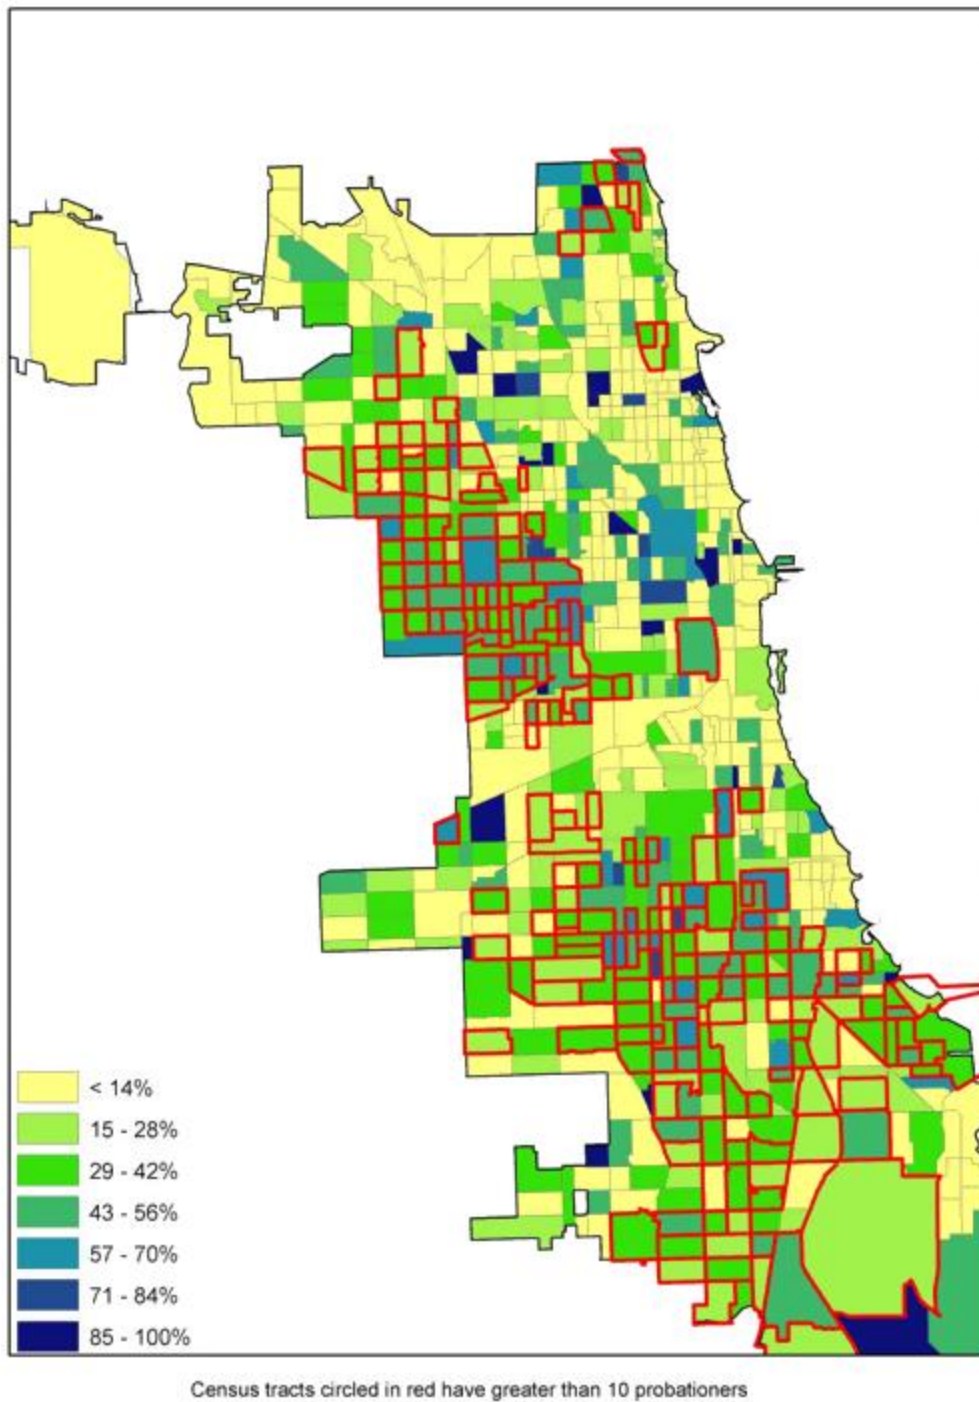 < 14%
15 - 28%
29 - 42%
43 - 56%
57 - 70%
71 - 84%
85 - 100%
Census tracts circled in red have greater than 10 probationers